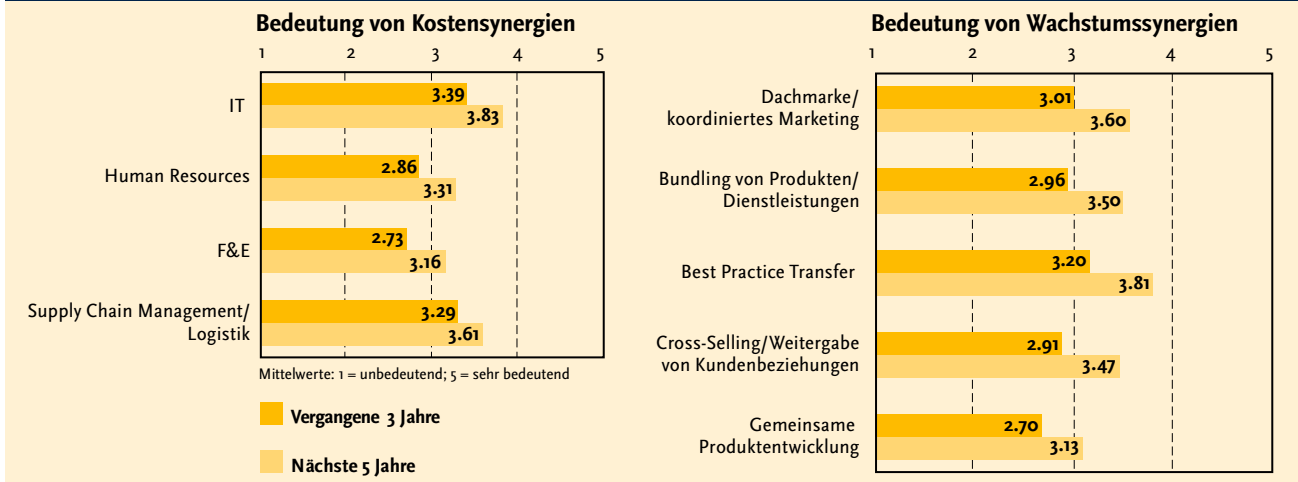 Bedeutung von Kostensynergien
1 2 3 4 5
IT
3.39
3.83
Human Resources
2.86
3.31
F&E
2.73
3.16
Supply Chain Management/
Logistik
3.29
3.61
Mittelwerte: 1 = unbedeutend; 5 = sehr bedeutend
Vergangene 3 Jahre
Nächste 5 Jahre
Bedeutung von Wachstumssynergien
1 2 3 4 5
Dachmarke/
koordiniertes Marketing
3.01
3.60
Bundling von Produkten/
Dienstleistungen
2.96
3.50
Best Practice Transfer
3.20
3.81
Cross-Selling/Weitergabe
von Kundenbeziehungen
2.91
3.47
Gemeinsame
Produktentwicklung
2.70
3.13